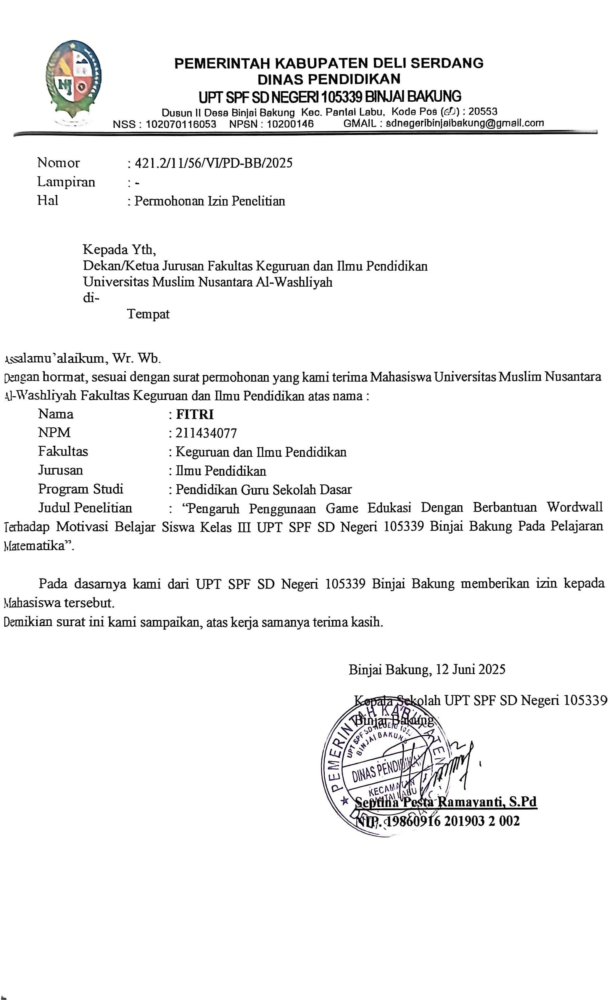 PEMERINTAH KABUPATEN DELI SERDANG
DINAS PENDIDIKAN
UPT SPF SD NEGERI 105339 BINJAI BAKUNG
Dusun II Desa Binjai Bakung Kec. Pantai Labu, Kode Pos ( ) : 20553
NSS : 102070116053 NPSN : 10200146 GMAIL : sdnegeribinjaibakung@gmail.com
Nomor : 421.2/11/56/VI/PD-BB/2025
Lampiran : -
Hal : Permohonan Izin Penelitian
Kepada Yth,
Dekan/Ketua Jurusan Fakultas Keguruan dan Ilmu Pendidikan
Universitas Muslim Nusantara Al-Washliyah
di-
Tempat
Assalamu’alaikum, Wr. Wb.
Dengan hormat, sesuai dengan surat permohonan yang kami terima Mahasiswa Universitas Muslim Nusantara
Al-Washliyah Fakultas Keguruan dan Ilmu Pendidikan atas nama :
Nama : FITRI
NPM : 211434077
Fakultas : Keguruan dan Ilmu Pendidikan
Jurusan : Ilmu Pendidikan
Program Studi : Pendidikan Guru Sekolah Dasar
Judul Penelitian : “Pengaruh Penggunaan Game Edukasi Dengan Berbantuan Wordwall
Terhadap Motivasi Belajar Siswa Kelas III UPT SPF SD Negeri 105339 Binjai Bakung Pada Pelajaran
Matematika”.
Pada dasarnya kami dari UPT SPF SD Negeri 105339 Binjai Bakung memberikan izin kepada
Mahasiswa tersebut.
Demikian surat ini kami sampaikan, atas kerja samanya terima kasih.
Binjai Bakung, 12 Juni 2025
Kepala Sekolah UPT SPF SD Negeri 105339
Binjai Bakung
PEMERINTAH KABUPATEN
UPT SPF SD NEGERI
BINJAI BAKUNG
DINAS PENDIDIKAN
KECAMATAN
PANTAI LABU
Septina Pesta Ramayanti, S.Pd
NIP. 19860916 201903 2 002